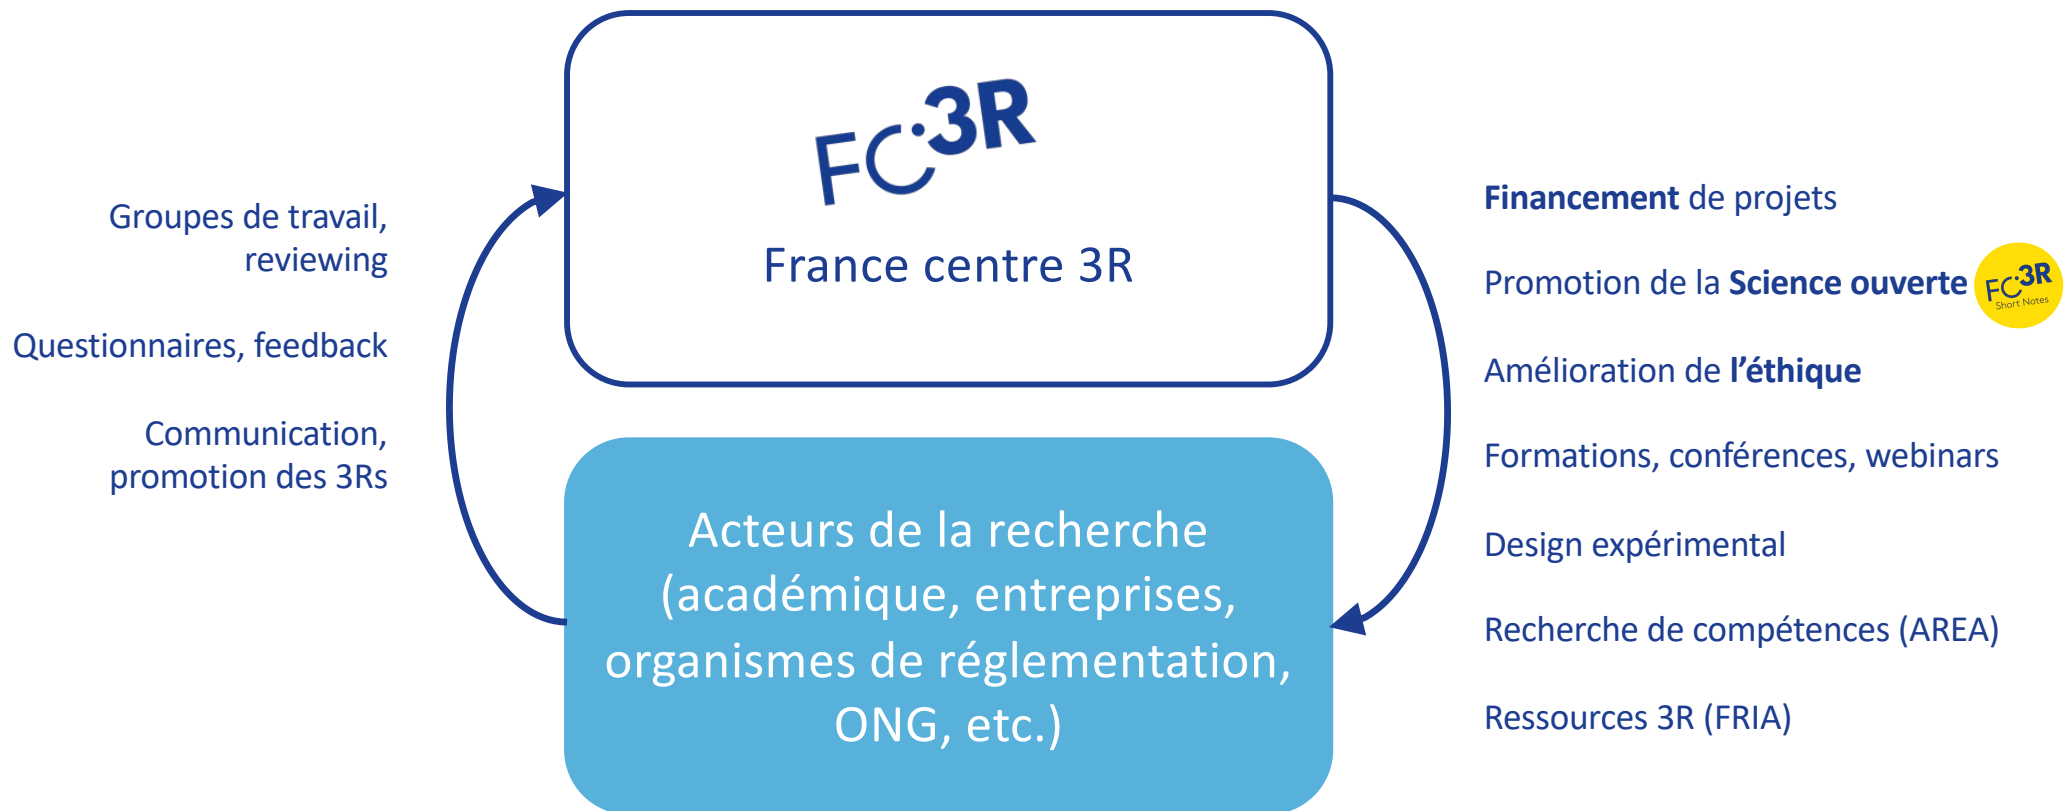 FC3R
France centre 3R
Groupes de travail,
reviewing
Questionnaires, feedback
Communication,
promotion des 3Rs
Acteurs de la recherche
(académique, entreprises,
organismes de réglementation,
ONG, etc.)
Financement de projets
Promotion de la Science ouverte
FC3R
Short Notes
Amélioration de l’éthique
Formations, conférences, webinars
Design expérimental
Recherche de compétences (AREA)
Ressources 3R (FRIA)